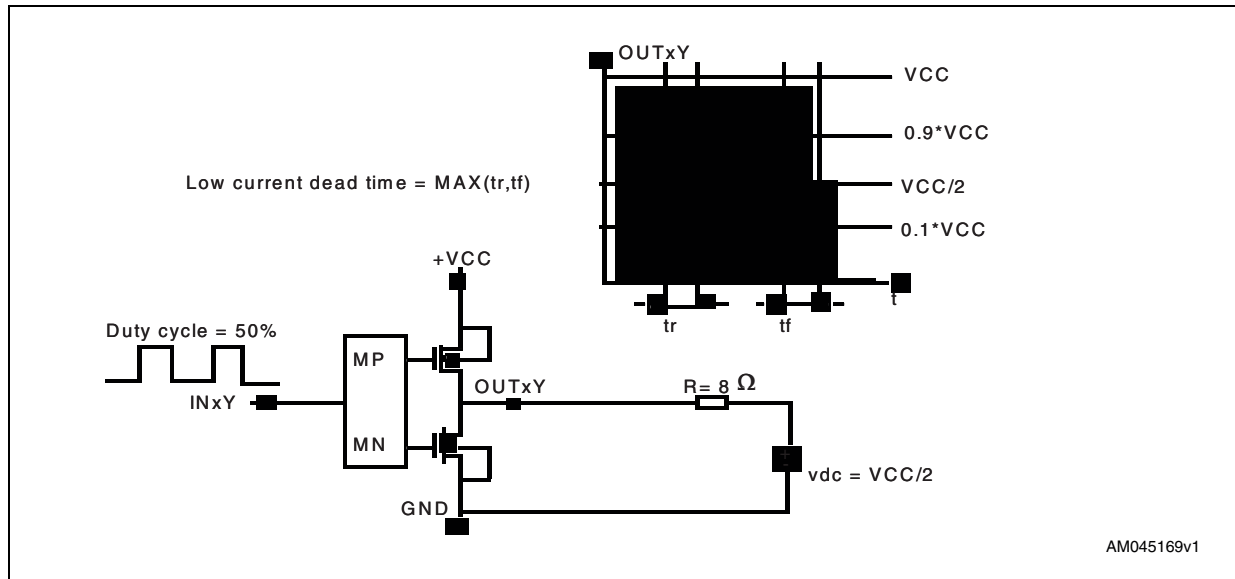 OUTxY
VCC
0.9*VCC
Low current dead time = MAX(tr,tf)
VCC/2
0.1*VCC
+VCC
t
tr
tf
Duty cycle = 50%
MP
OUTxY
R= 8 Ω
INxY
MN
+
-
vdc = VCC/2
GND
AM045169v1